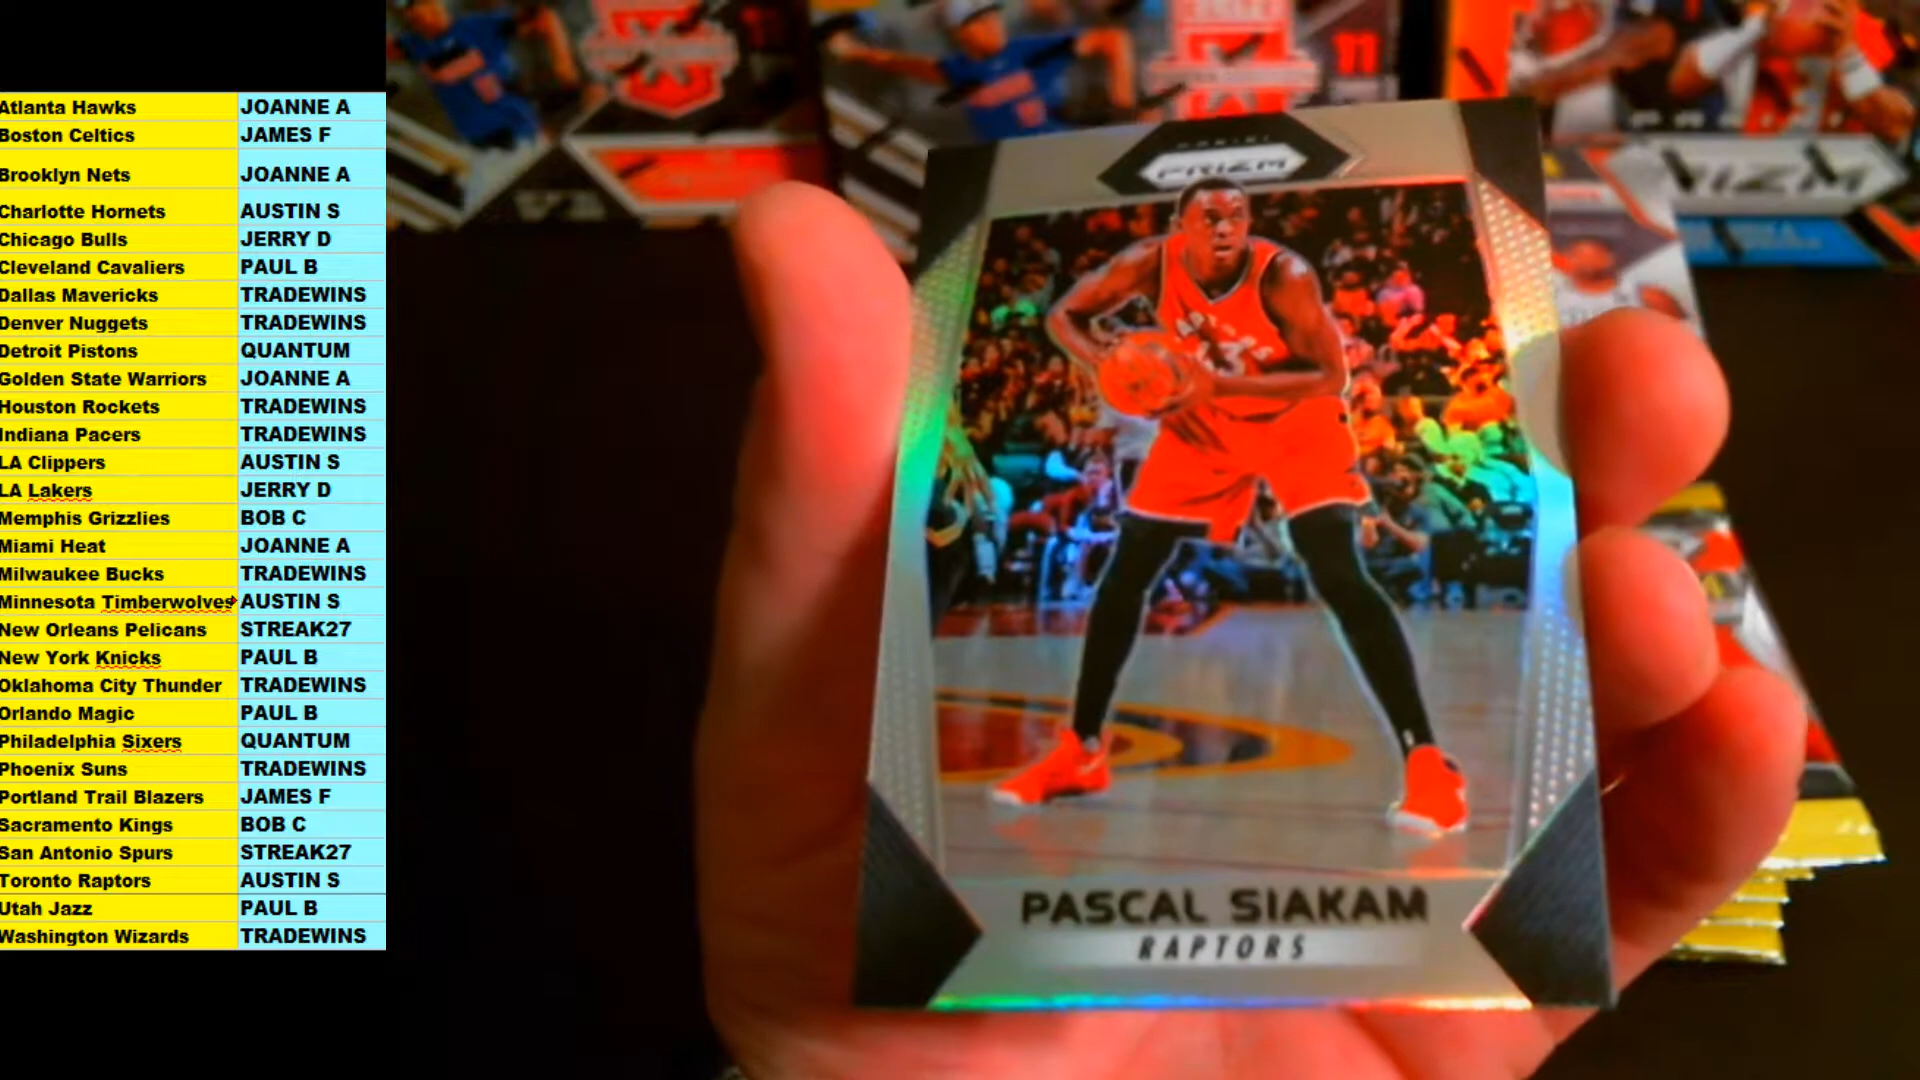 Atlanta Hawks JOANNE A
Boston Celtics JAMES F
Brooklyn Nets JOANNE A
Charlotte Hornets AUSTIN S
Chicago Bulls JERRY D
Cleveland Cavaliers PAUL B
Dallas Mavericks TRADEWINS
Denver Nuggets TRADEWINS
Detroit Pistons QUANTUM
Golden State Warriors JOANNE A
Houston Rockets TRADEWINS
Indiana Pacers TRADEWINS
LA Clippers AUSTIN S
LA Lakers JERRY D
Memphis Grizzlies BOB C
Miami Heat JOANNE A
Milwaukee Bucks TRADEWINS
Minnesota Timberwolves AUSTIN S
New Orleans Pelicans STREAK27
New York Knicks PAUL B
Oklahoma City Thunder TRADEWINS
Orlando Magic PAUL B
Philadelphia Sixers QUANTUM
Phoenix Suns TRADEWINS
Portland Trail Blazers JAMES F
Sacramento Kings BOB C
San Antonio Spurs STREAK27
Toronto Raptors AUSTIN S
Utah Jazz PAUL B
Washington Wizards TRADEWINS
PRIZM
43
PASCAL SIAKAM
RAPTORS
11
PRIZM